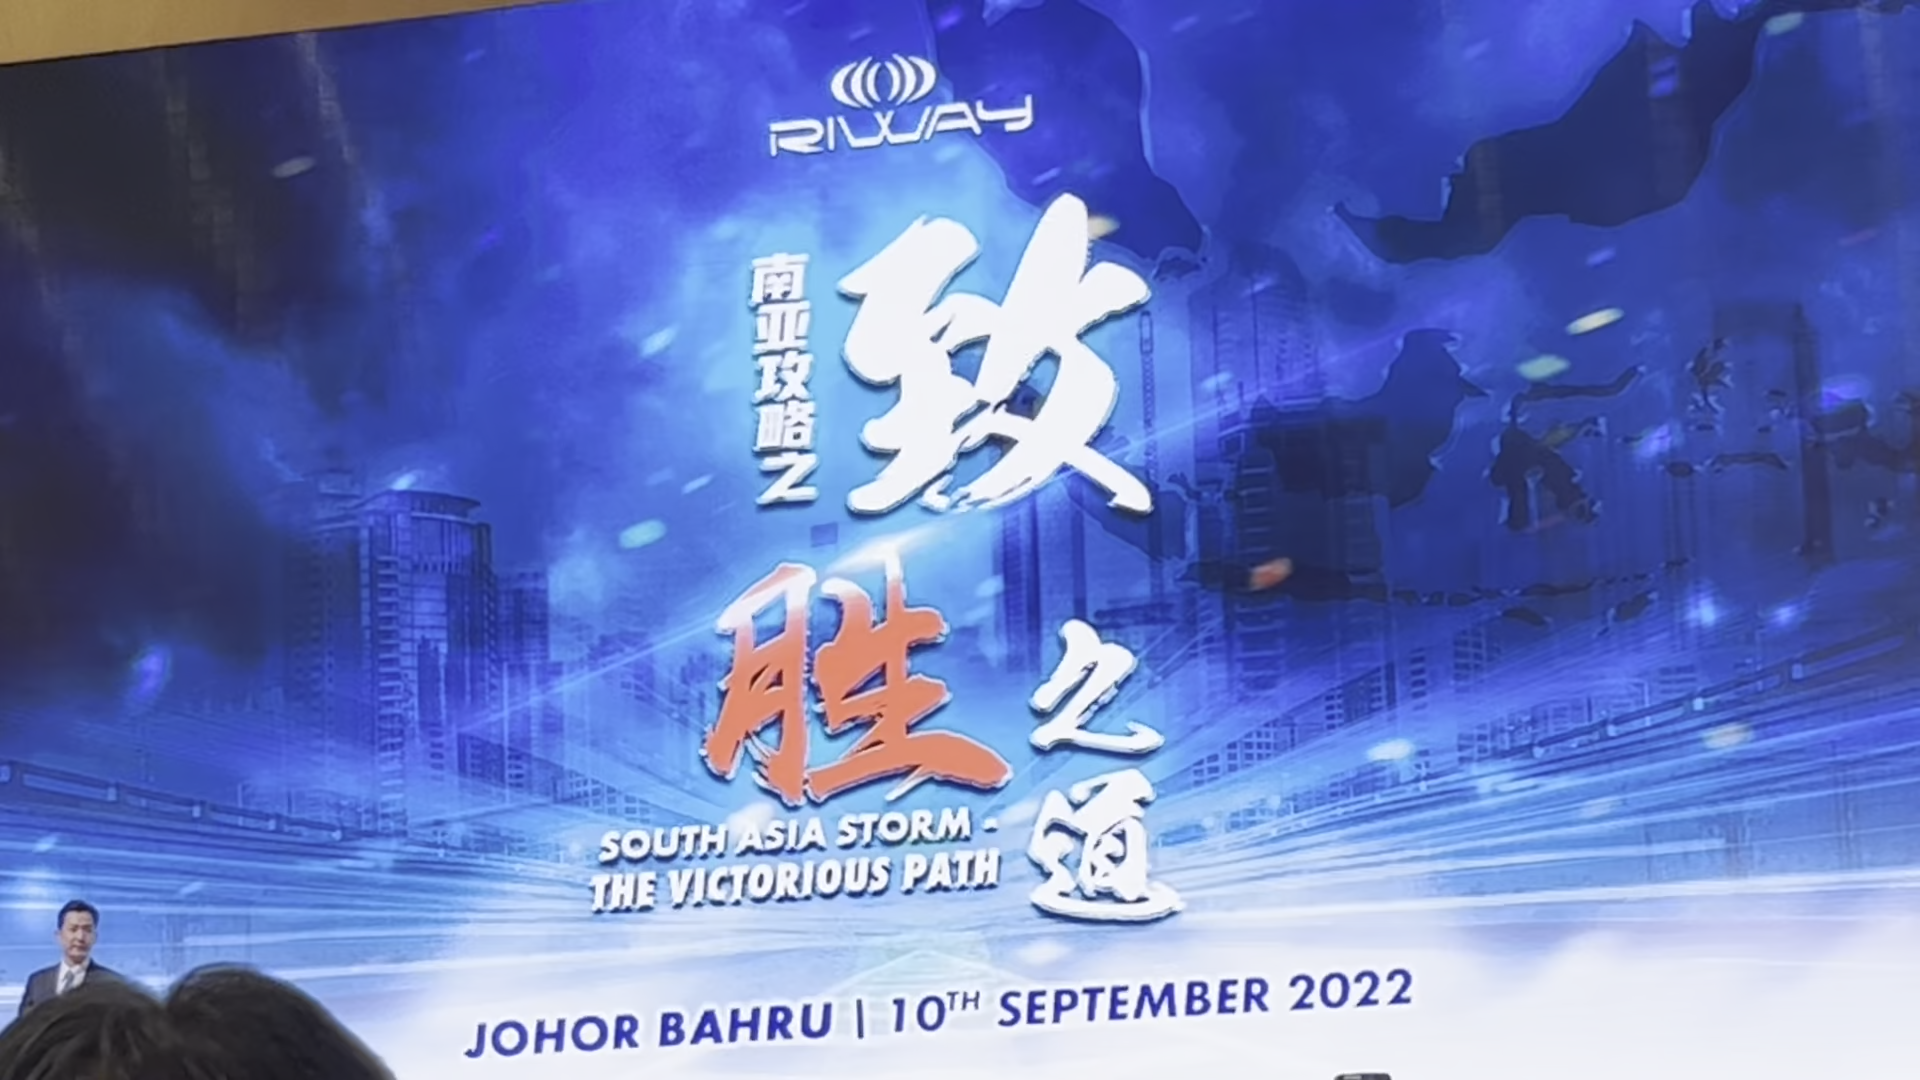 RIWAY
南亚攻略之
致
胜
之道
SOUTH ASIA STORM -
THE VICTORIOUS PATH
JOHOR BAHRU | 10TH SEPTEMBER 2022